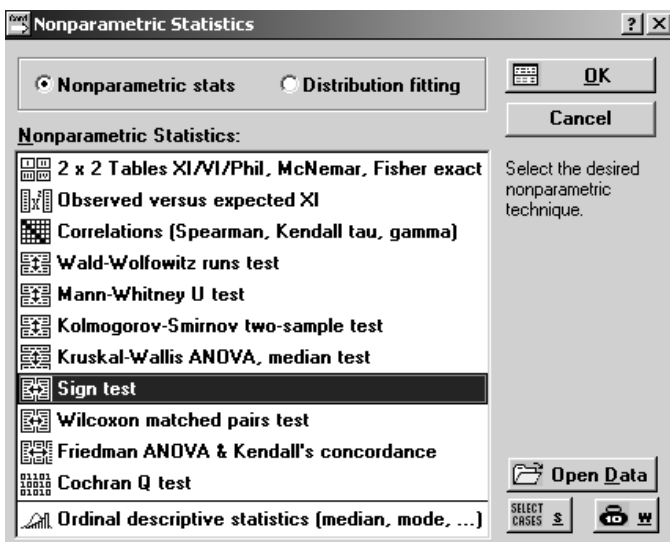 Nonparametric Statistics
Nonparametric stats
Distribution fitting
OK
Cancel
Nonparametric Statistics:
2 x 2 Tables XI/VI/Phil, McNemar, Fisher exact
Observed versus expected XI
Correlations (Spearman, Kendall tau, gamma)
Wald-Wolfowitz runs test
Mann-Whitney U test
Kolmogorov-Smirnov two-sample test
Kruskal-Wallis ANOVA, median test
Sign test
Wilcoxon matched pairs test
Friedman ANOVA & Kendall's concordance
Cochran Q test
Ordinal descriptive statistics (median, mode, ...)
Select the desired
nonparametric
technique.
Open Data
SELECT
CASES S
W